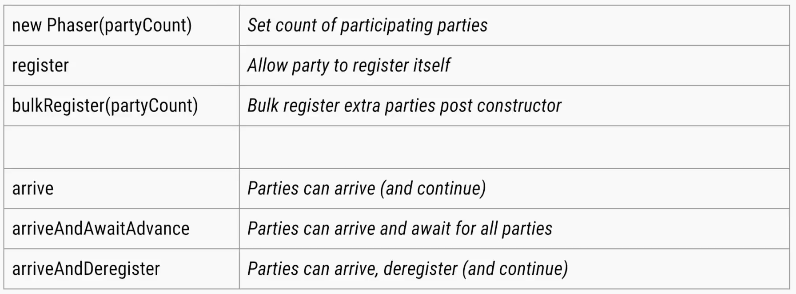 new Phaser(partyCount) Set count of participating parties
register Allow party to register itself
bulkRegister(partyCount) Bulk register extra parties post constructor
arrive Parties can arrive (and continue)
arriveAndAwaitAdvance Parties can arrive and await for all parties
arriveAndDeregister Parties can arrive, deregister (and continue)